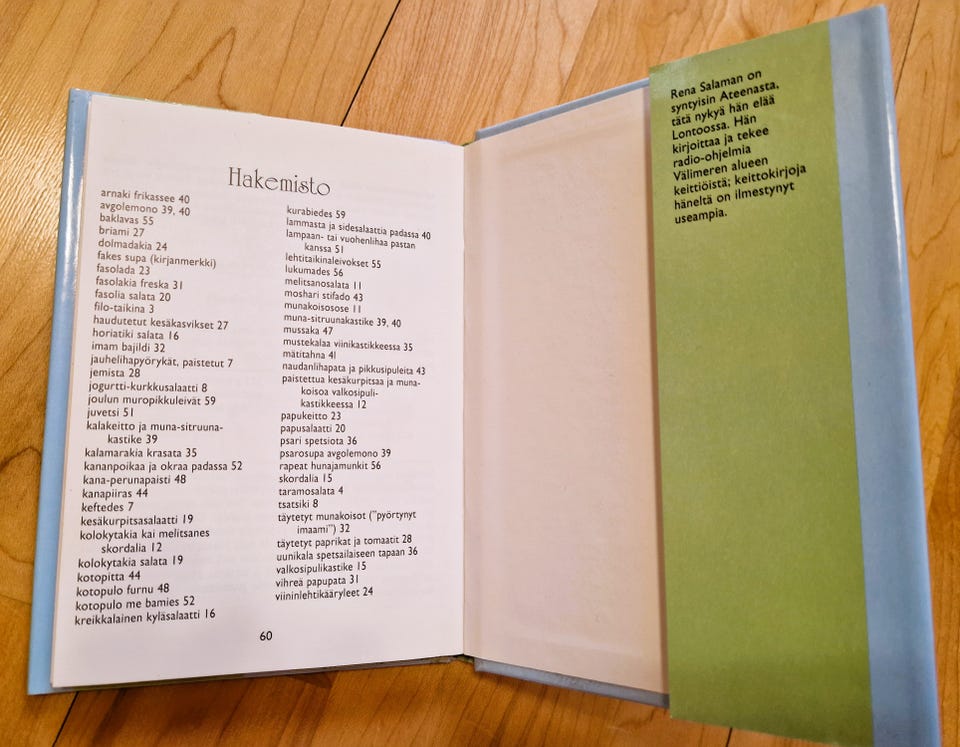 Hakemisto
arnaki frikassee 40
avgolemono 39, 40
baklavas 55
briami 27
dolmadakia 24
fakes supa (kirjanmerkki)
fasolada 23
fasolakia freska 31
fasolia salata 20
filo-taikina 3
haudutetut kesäkasvikset 27
horiatiki salata 16
imam bajildi 32
jauhelihapyörykät, paistetut 7
jemista 28
jogurtti-kurkkusalaatti 8
joulun muropikkuleivät 59
juvetsi 51
kalakeitto ja muna-sitruuna-
kastike 39
kalamarakia krasata 35
kananpoikaa ja okraa padassa 52
kana-perunapaisti 48
kanapiiras 44
keftedes 7
kesäkurpitsasalaatti 19
kolokytakia kai melitsanes
skordalia 12
kolokytakia salata 19
kotopitta 44
kotopulo furnu 48
kotopulo me bamies 52
kreikkalainen kyläsalaatti 16
kurabiedes 59
lammasta ja sidesalaattia padassa 40
lampaan- tai vuohenlihaa pastan
kanssa 51
lehtitaikinaleivokset 55
lukumades 56
melitsanosalata 11
moshari stifado 43
munakoisosose 11
muna-sitruunakastike 39, 40
mussaka 47
mustekalaa viinikastikkeessa 35
mätitahna 41
naudanlihapata ja pikkusipuleita 43
paistettua kesäkurpitsaa ja muna-
koisoa valkosipuli-
kastikkeessa 12
papukeitto 23
papusalaatti 20
psari spetsiota 36
psarosupa avgolemono 39
rapeat hunajamunkit 56
skordalia 15
taramosalata 4
tsatsiki 8
täytetyt munakoisot ("pyörtynyt
imaami") 32
täytetyt paprikat ja tomaatit 28
uunikala spetsailaiseen tapaan 36
valkosipulikastike 15
vihreä papupata 31
viininlehtikääryleet 24
60
Rena Salaman on
syntyisin Ateenasta,
tätä nykyä hän elää
Lontoossa. Hän
kirjoittaa ja tekee
radio-ohjelmia
Välimeren alueen
keittiöistä; keittokirjoja
häneltä on ilmestynyt
useampia.